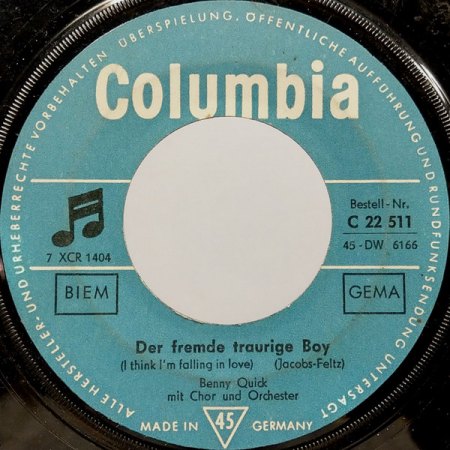 ALLE HERSTELLER- UND URHEBERRECHTE VORBEHALTEN ÜBERSPIELUNG, ÖFFENTLICHE AUFFÜHRUNG UND RUNDFUNKSENDUNG UNTERSAGT
Columbia
7 XCR 1404
Bestell-Nr.
C 22 511
45-DW 6166
BIEM
GEMA
Der fremde traurige Boy
(I think I'm falling in love) (Jacobs-Feltz)
Benny Quick
mit Chor und Orchester
MADE IN 45 GERMANY